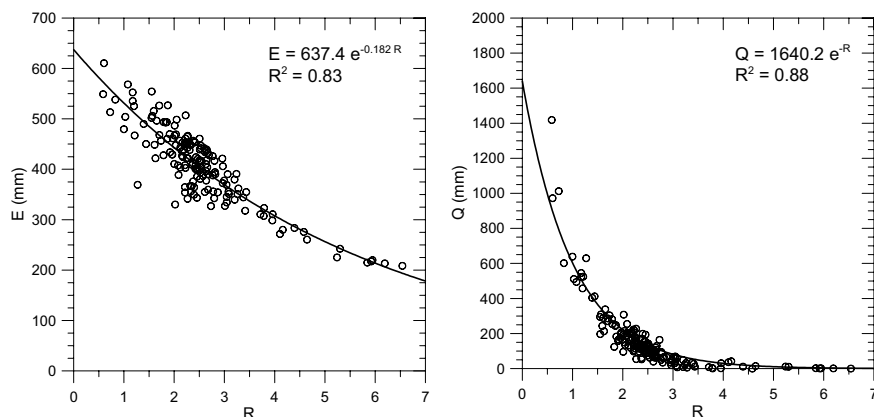 700
600
500
400
300
200
100
0
E (mm)
E = 637.4 e-0.182 R
R2 = 0.83
0 1 2 3 4 5 6 7
R
2000
1800
1600
1400
1200
1000
800
600
400
200
0
Q (mm)
Q = 1640.2 e-R
R2 = 0.88
0 1 2 3 4 5 6 7
R